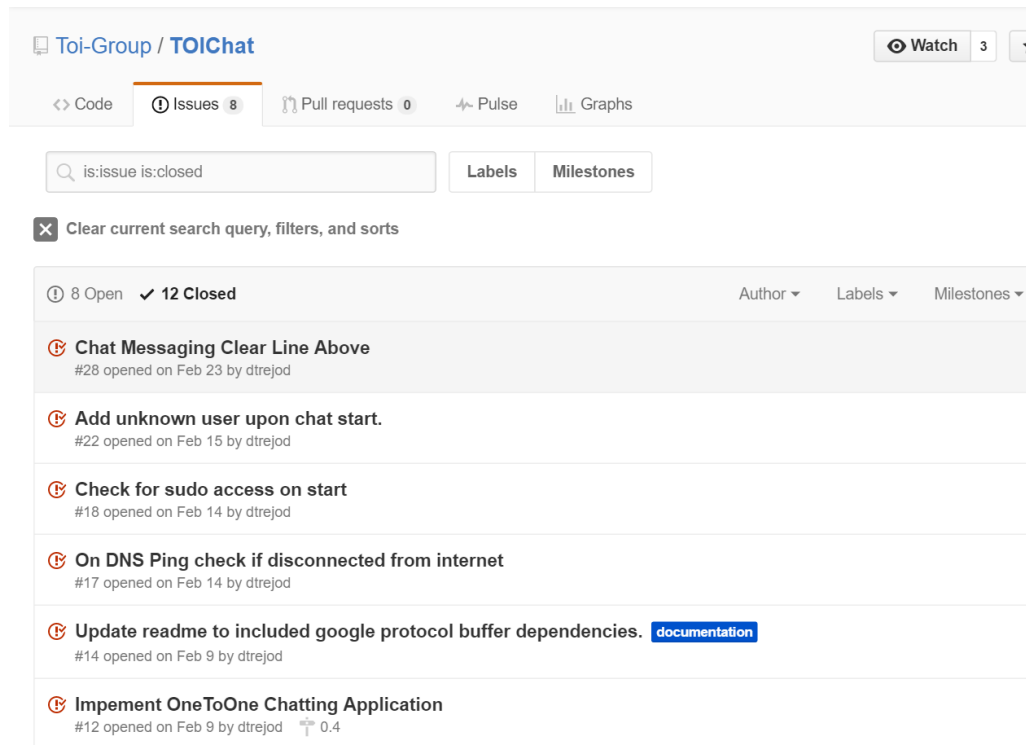 Toi-Group / TOIChat
Watch 3
Code Issues 8 Pull requests 0 Pulse Graphs
is:issue is:closed Labels Milestones
Clear current search query, filters, and sorts
8 Open 12 Closed Author Labels Milestones
Chat Messaging Clear Line Above
#28 opened on Feb 23 by dtrejod
Add unknown user upon chat start.
#22 opened on Feb 15 by dtrejod
Check for sudo access on start
#18 opened on Feb 14 by dtrejod
On DNS Ping check if disconnected from internet
#17 opened on Feb 14 by dtrejod
Update readme to included google protocol buffer dependencies. documentation
#14 opened on Feb 9 by dtrejod
Impement OneToOne Chatting Application
#12 opened on Feb 9 by dtrejod 0.4